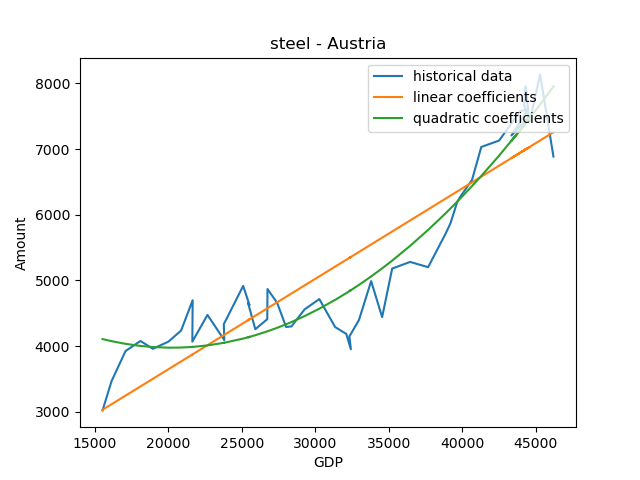 steel - Austria
historical data
linear coefficients
quadratic coefficients
Amount
8000
7000
6000
5000
4000
3000
15000 20000 25000 30000 35000 40000 45000
GDP